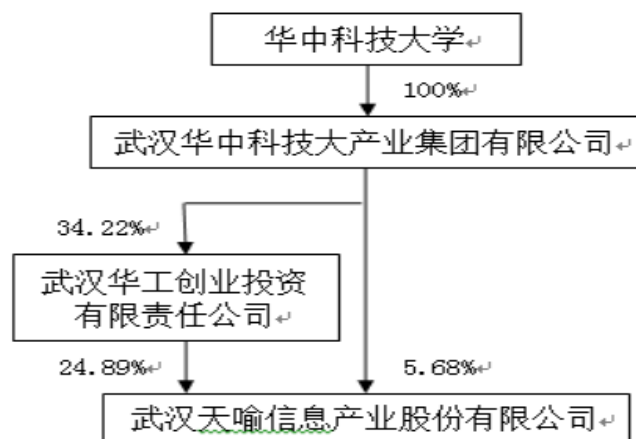 华中科技大学
100%
武汉华中科技大产业集团有限公司
34.22%
武汉华工创业投资
有限责任公司
24.89%
5.68%
武汉天喻信息产业股份有限公司